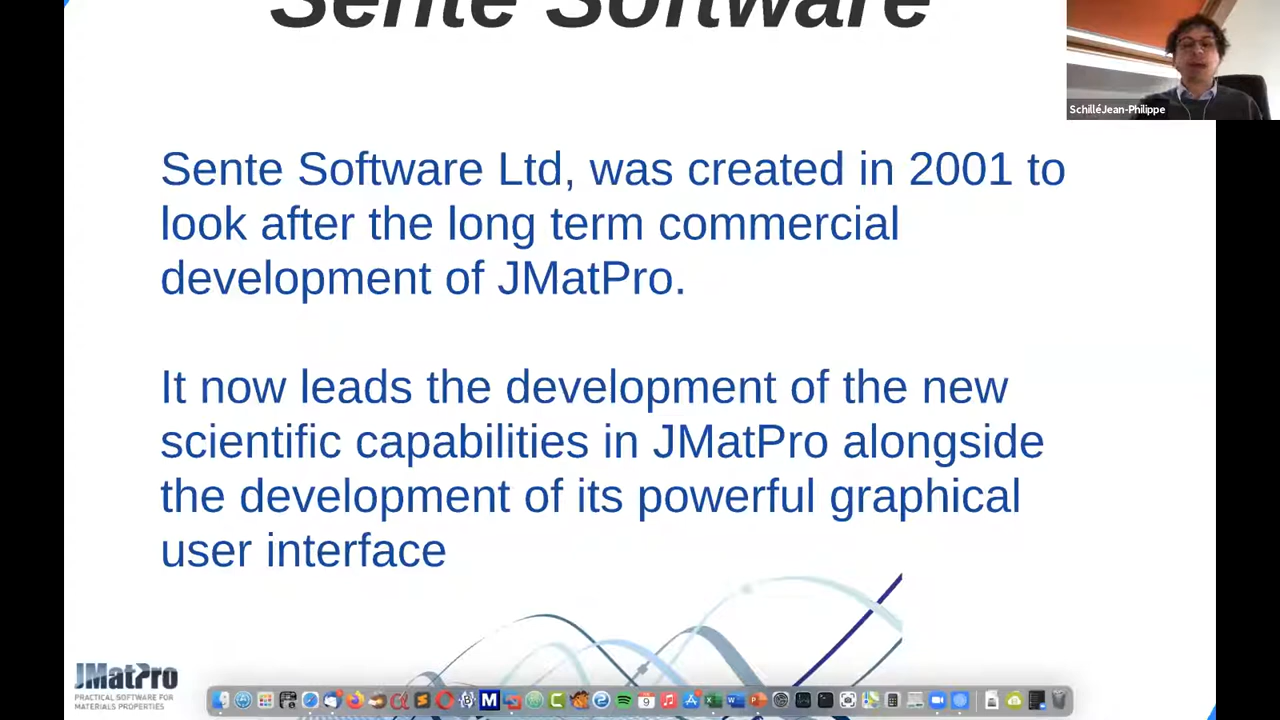 Sente Software
SchilléJean-Philippe
Sente Software Ltd, was created in 2001 to
look after the long term commercial
development of JMatPro.
It now leads the development of the new
scientific capabilities in JMatPro alongside
the development of its powerful graphical
user interface
JMatPro
PRACTICAL SOFTWARE FOR
MATERIALS PROPERTIES